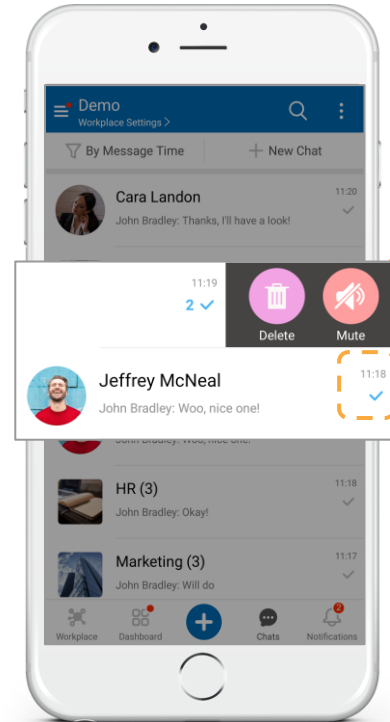 Demo
Workplace Settings >
By Message Time
New Chat
Cara Landon
11:20
John Bradley: Thanks, I'll have a look!
11:19
2
Delete
Mute
Jeffrey McNeal
11:18
John Bradley: Woo, nice one!
John Bradley: Woo, nice one!
HR (3)
11:18
John Bradley: Okay!
Marketing (3)
11:17
John Bradley: Will do
2
Workplace
Dashboard
Chats
Notifications